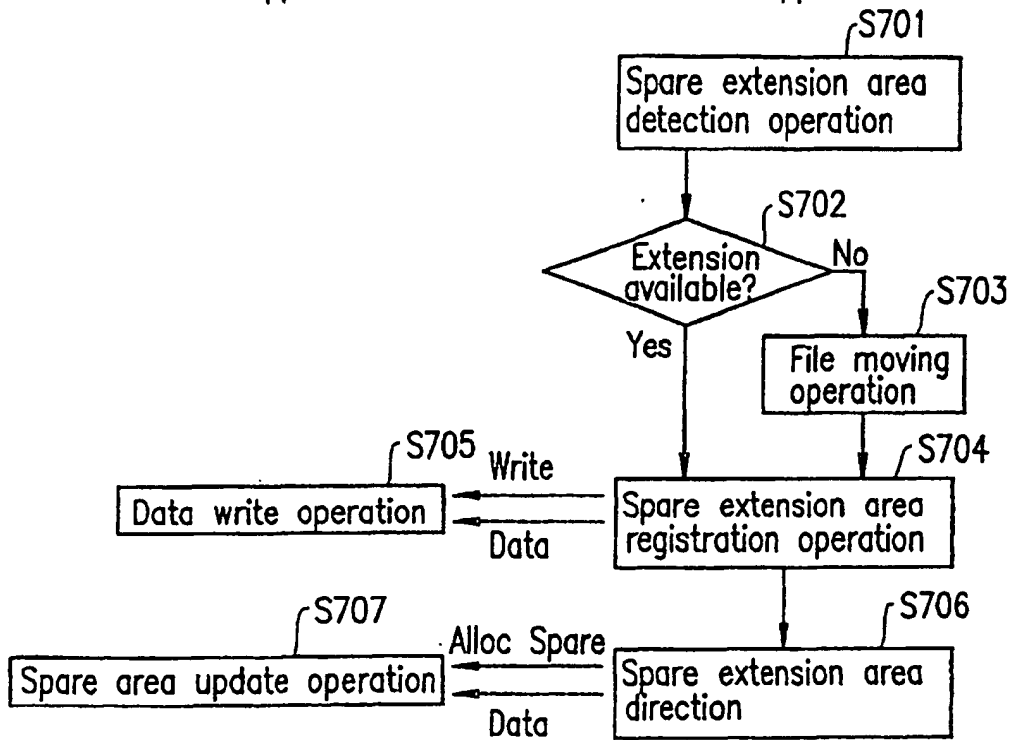 S701
Spare extension area
detection operation
S702
Extension
available?
No
Yes
S703
File moving
operation
S704
Spare extension area
registration operation
S705
Data write operation
Write
Data
S706
Spare extension area
direction
S707
Spare area update operation
Alloc Spare
Data